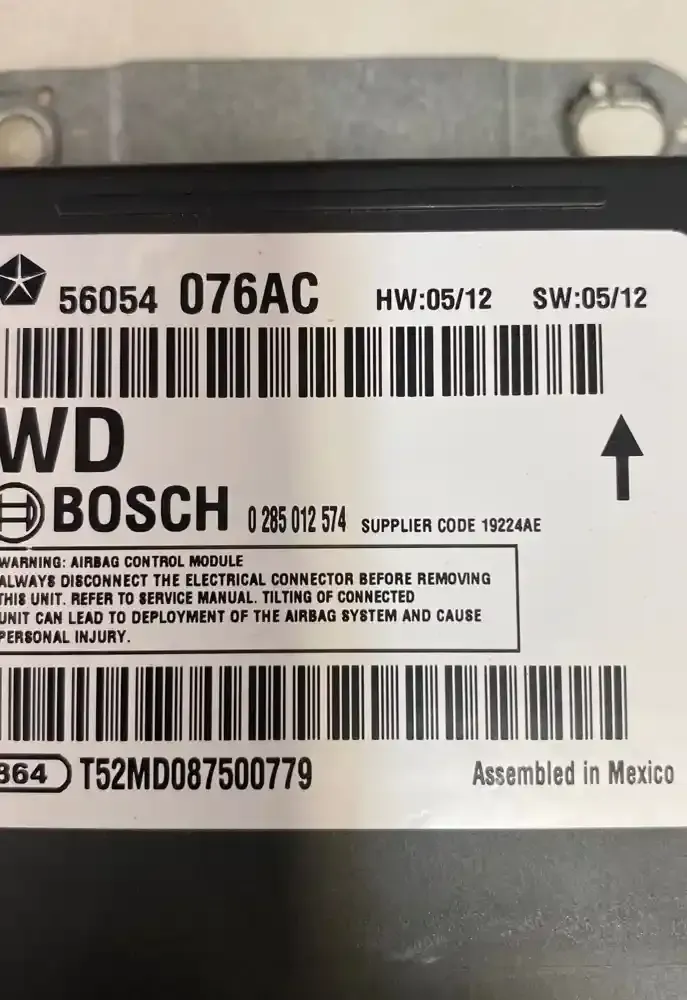 56054 076AC HW:05/12 SW:05/12
WD
BOSCH 0 285 012 574 SUPPLIER CODE 19224AE
WARNING: AIRBAG CONTROL MODULE
ALWAYS DISCONNECT THE ELECTRICAL CONNECTOR BEFORE REMOVING
THIS UNIT. REFER TO SERVICE MANUAL. TILTING OF CONNECTED
UNIT CAN LEAD TO DEPLOYMENT OF THE AIRBAG SYSTEM AND CAUSE
PERSONAL INJURY.
864 T52MD087500779 Assembled in Mexico